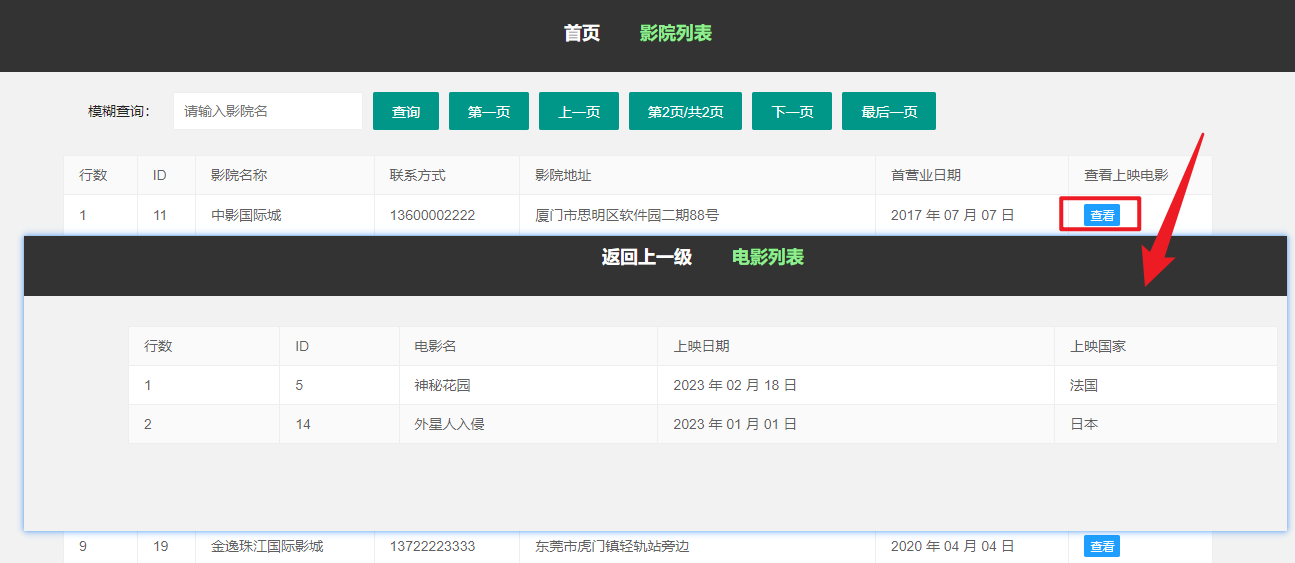 首页 影院列表
模糊查询： 请输入影院名 查询 第一页 上一页 第2页/共2页 下一页 最后一页
行数 ID 影院名称 联系方式 影院地址 首营业日期 查看上映电影
1 11 中影国际城 13600002222 厦门市思明区软件园二期88号 2017 年 07 月 07 日 查看
返回上一级 电影列表
行数 ID 电影名 上映日期 上映国家
1 5 神秘花园 2023 年 02 月 18 日 法国
2 14 外星人入侵 2023 年 01 月 01 日 日本
9 19 金逸珠江国际影城 13722223333 东莞市虎门镇轻轨站旁边 2020 年 04 月 04 日 查看